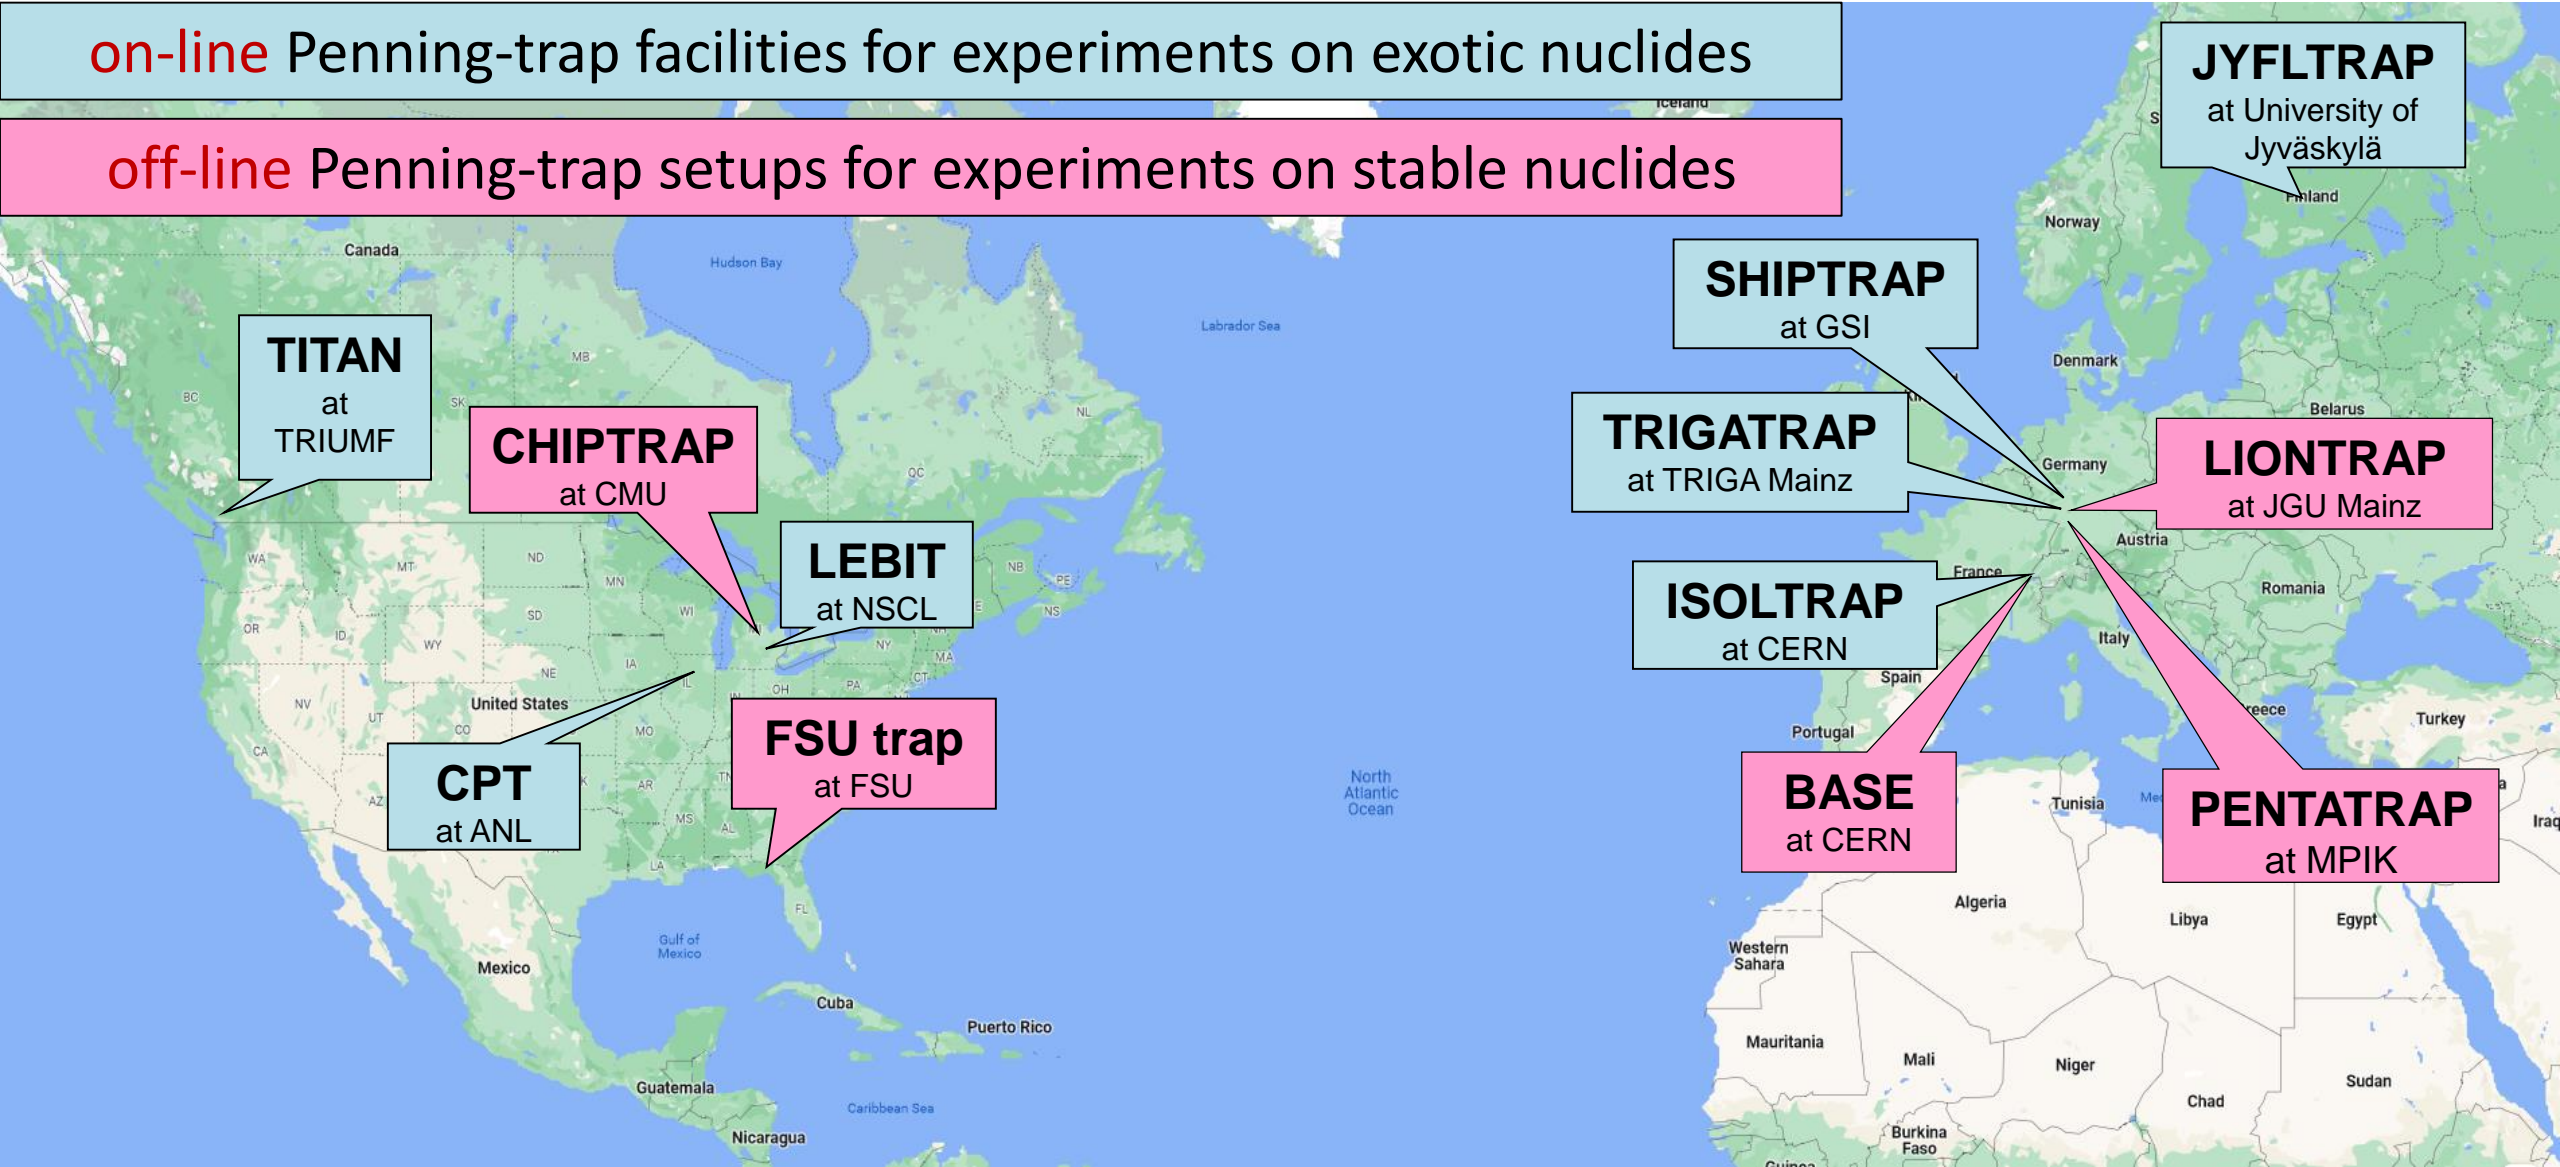 on-line Penning-trap facilities for experiments on exotic nuclides
off-line Penning-trap setups for experiments on stable nuclides
JYFLTRAP
at University of
Jyväskylä
Iceland
Finland
Norway
Canada
Hudson Bay
Labrador Sea
SHIPTRAP
at GSI
Denmark
TITAN
at
TRIUMF
MB
BC
SK
NL
CHIPTRAP
at CMU
QC
TRIGATRAP
at TRIGA Mainz
Belarus
Germany
LIONTRAP
at JGU Mainz
Austria
LEBIT
at NSCL
WA
MT
ND
MN
NB
PE
NS
France
Romania
ISOLTRAP
at CERN
Italy
Spain
OR
ID
WY
SD
WI
NY
MA
CT
IA
NE
IL
OH
PA
United States
NV
UT
CO
MO
CA
AZ
AR
MS
AL
LA
FL
CPT
at ANL
FSU trap
at FSU
Portugal
Turkey
BASE
at CERN
Tunisia
PENTATRAP
at MPIK
North
Atlantic
Ocean
Algeria
Libya
Egypt
Western
Sahara
Gulf of
Mexico
Mexico
Cuba
Puerto Rico
Mauritania
Mali
Niger
Chad
Sudan
Guatemala
Caribbean Sea
Nicaragua
Burkina
Faso